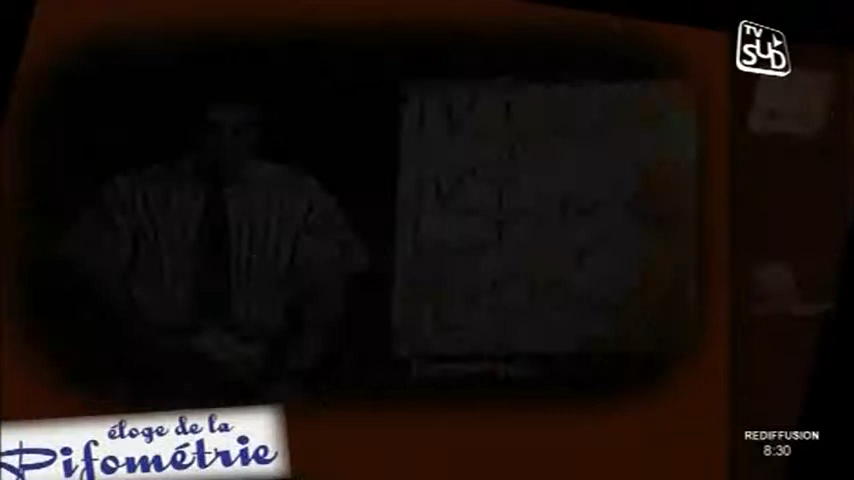 TV
SUD
éloge de la
Pifométrie
REDIFFUSION
8:30